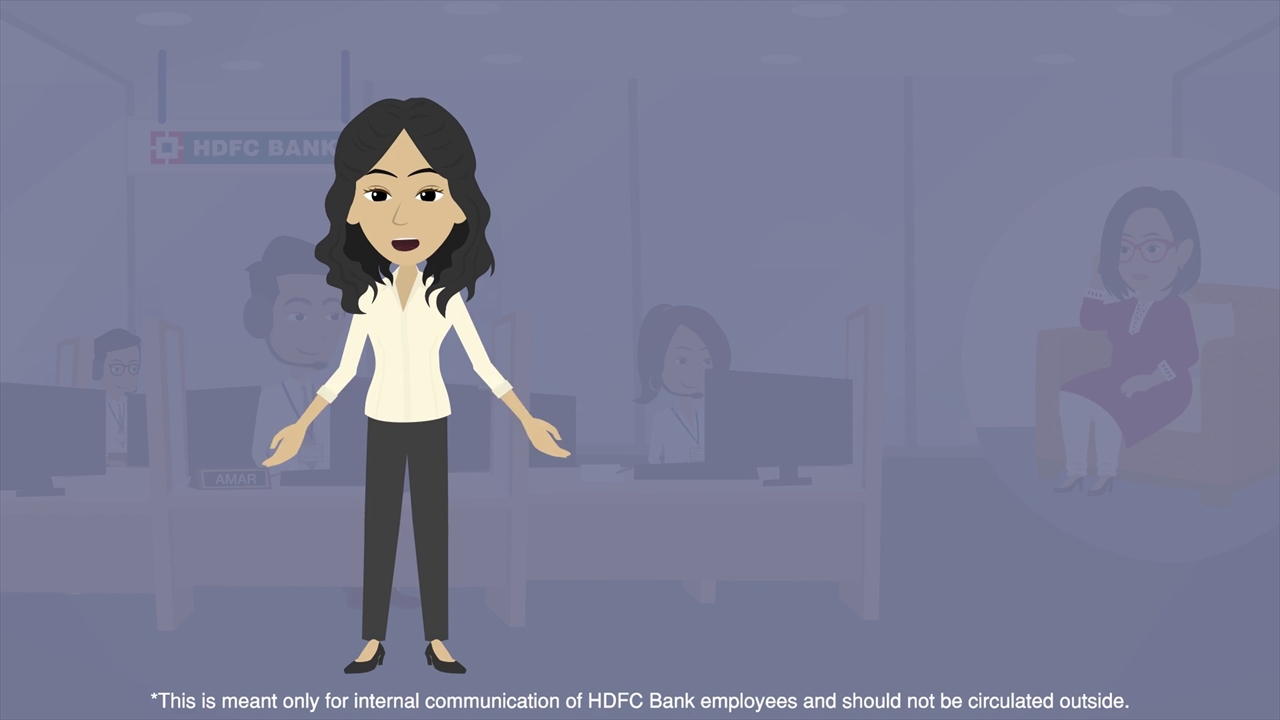 HDFC BANK
AMAR
*This is meant only for internal communication of HDFC Bank employees and should not be circulated outside.